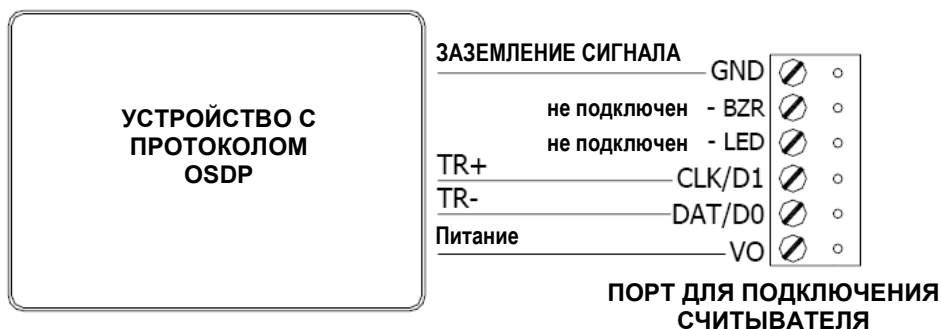 УСТРОЙСТВО С
ПРОТОКОЛОМ
OSDP
ЗАЗЕМЛЕНИЕ СИГНАЛА
GND
не подключен - BZR
не подключен - LED
TR+
CLK/D1
TR-
DAT/D0
Питание
VO
ПОРТ ДЛЯ ПОДКЛЮЧЕНИЯ
СЧИТЫВАТЕЛЯ